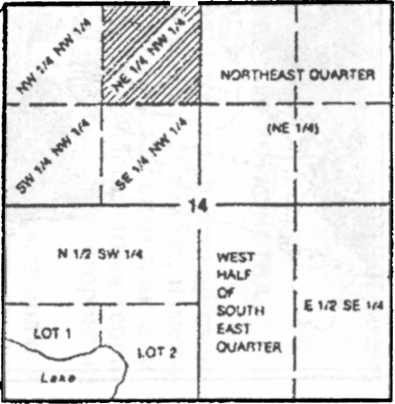 NW 1/4 NW 1/4
NE 1/4 NW 1/4
NORTHEAST QUARTER
(NE 1/4)
SW 1/4 NW 1/4
SE 1/4 NW 1/4
14
N 1/2 SW 1/4
WEST
HALF
OF
SOUTH
EAST
QUARTER
E 1/2 SE 1/4
LOT 1
LOT 2
Lake